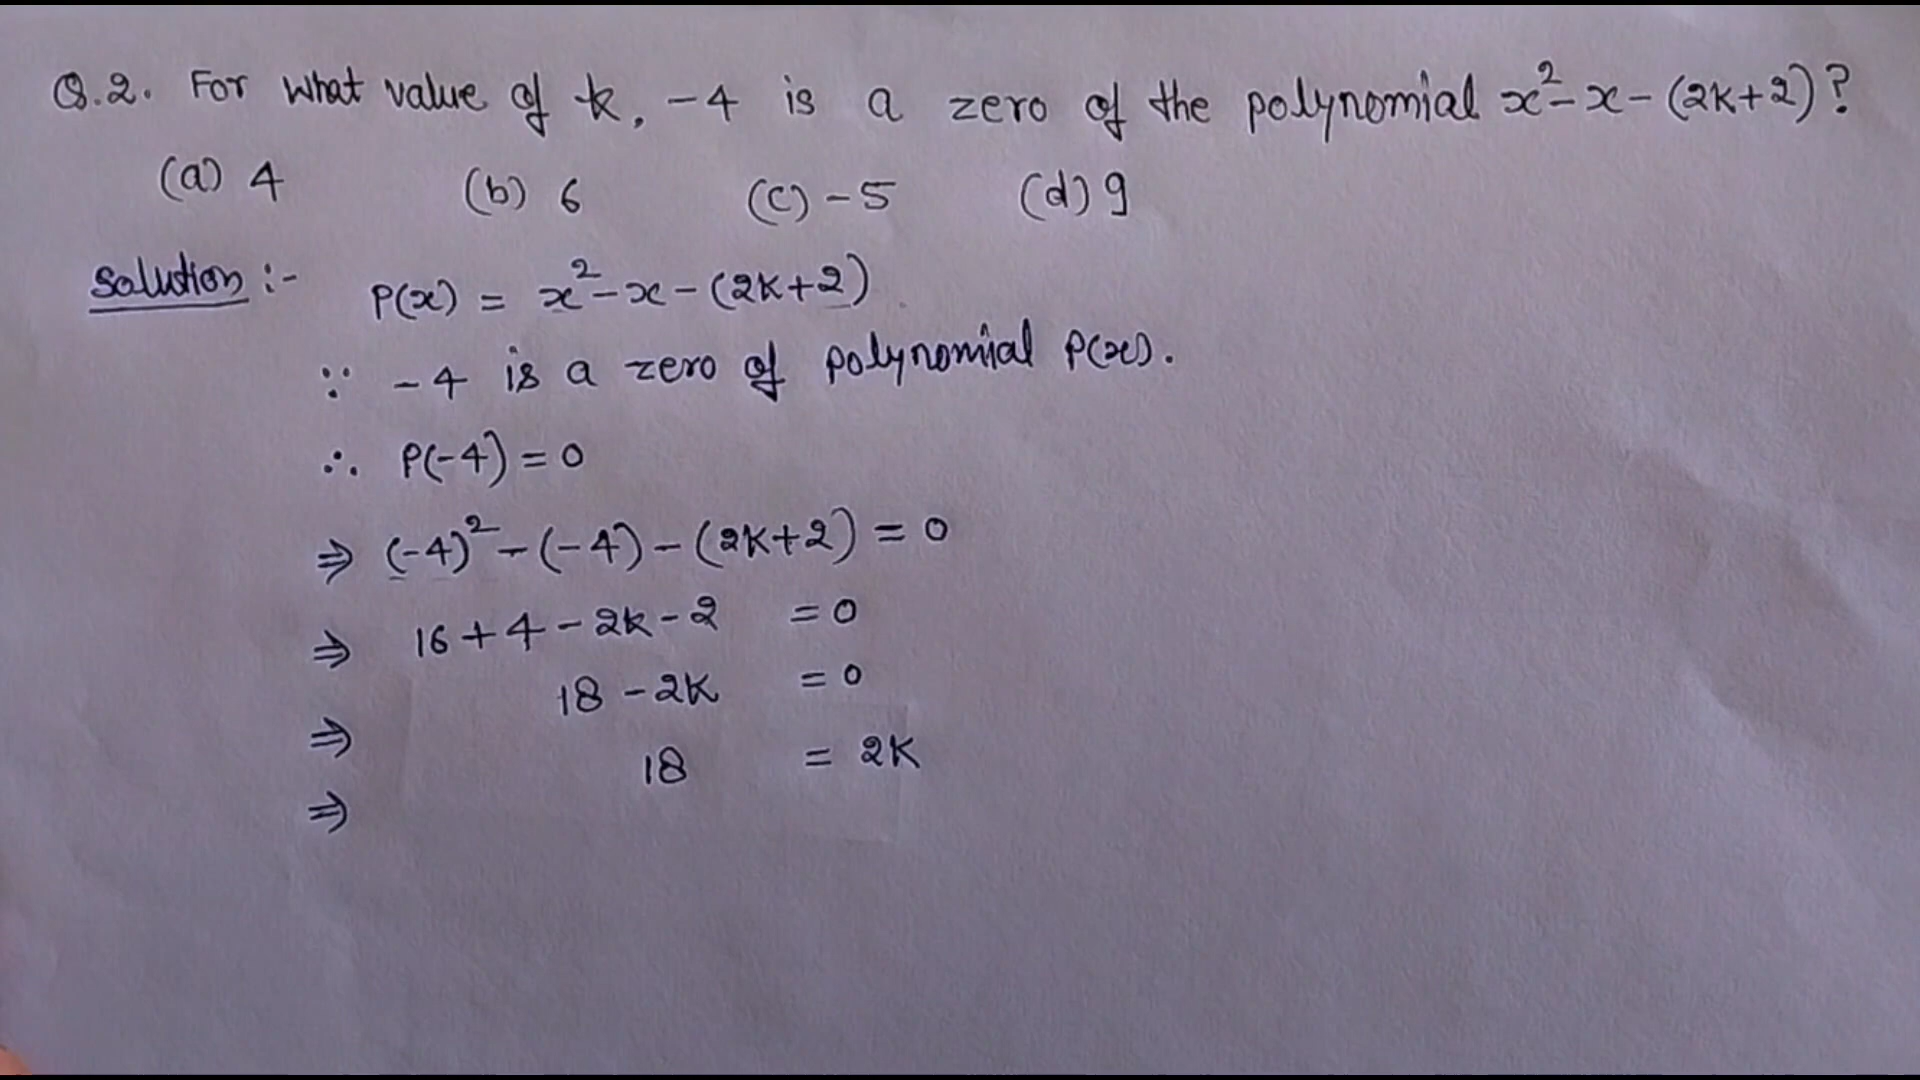 Q.2. For what value of k, -4 is a zero of the polynomial x²-x-(2k+2)?
(a) 4 (b) 6 (c) -5 (d) 9
Solution :- P(x) = x²-x-(2k+2)
∵ -4 is a zero of polynomial P(x).
∴ P(-4) = 0
⇒ (-4)²-(-4)-(2k+2) = 0
⇒ 16+4-2k-2 = 0
⇒ 18-2k = 0
⇒ 18 = 2k